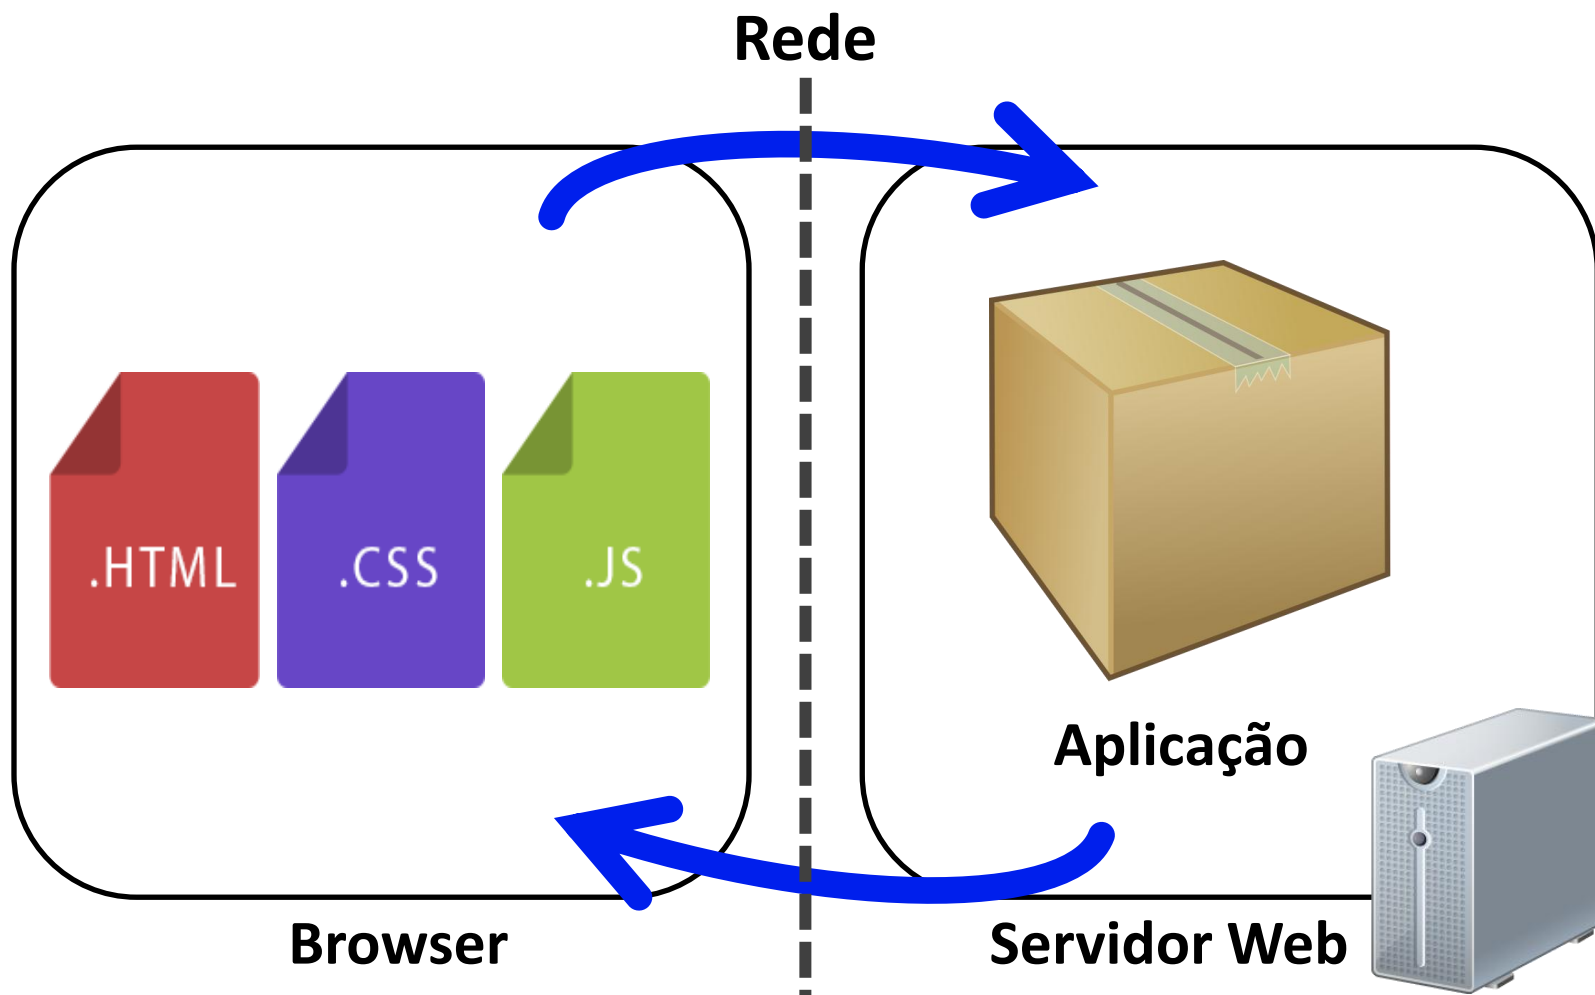 Rede
.HTML
.CSS
.JS
Aplicação
Browser
Servidor Web